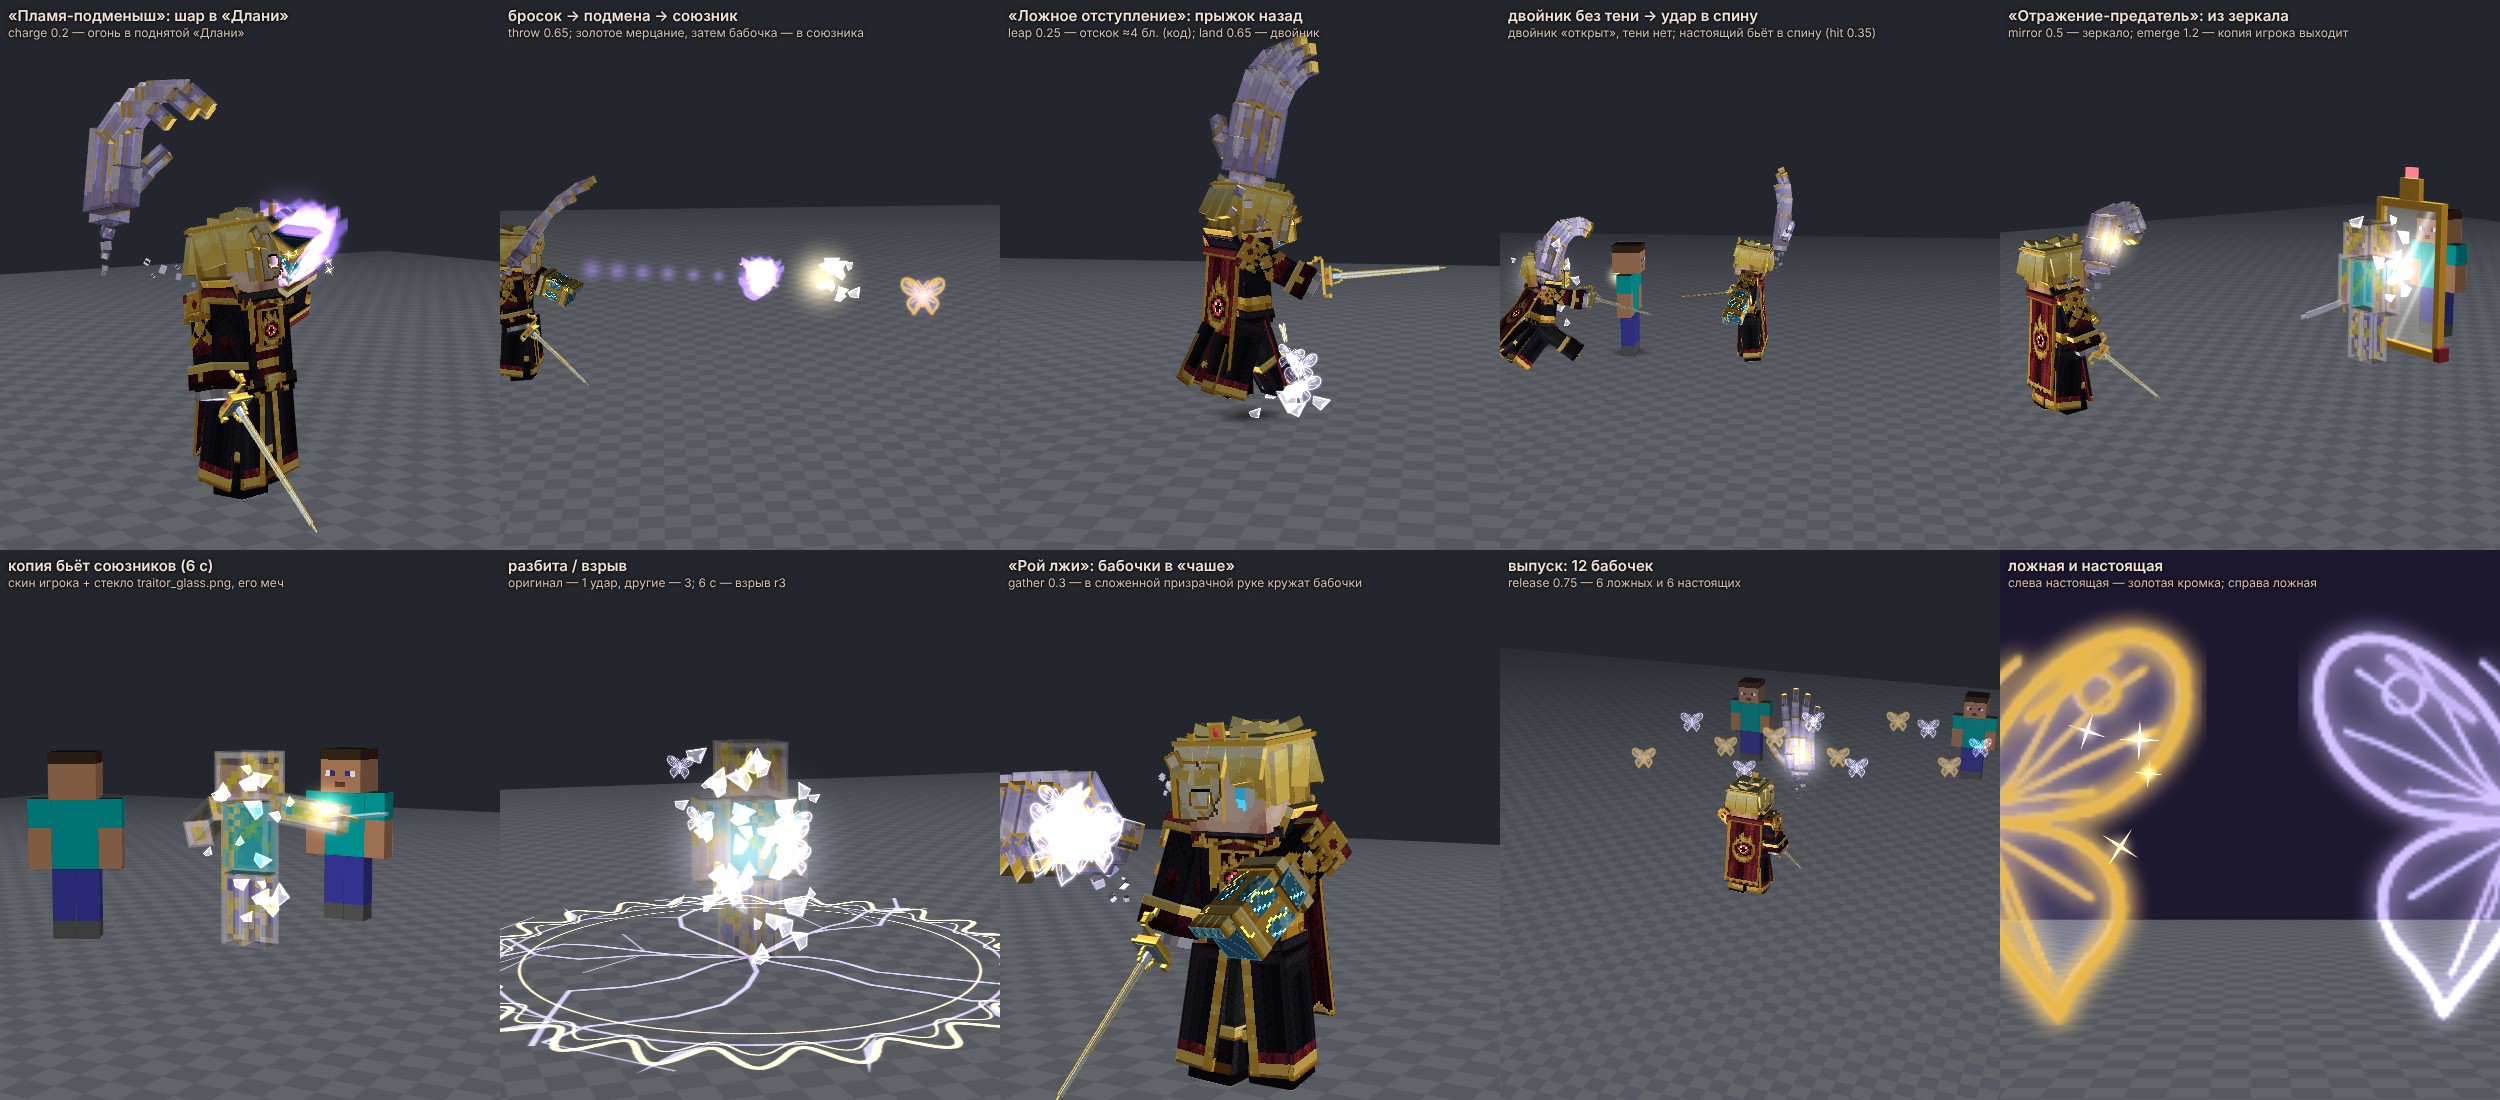 «Пламя-подменыш»: шар в «Длани»
charge 0.2 — огонь в поднятой «Длани»
бросок → подмена → союзник
throw 0.65; золотое мерцание, затем бабочка — в союзника
«Ложное отступление»: прыжок назад
leap 0.25 — отскок ≈4 бл. (код); land 0.65 — двойник
двойник без тени → удар в спину
двойник «открыт», тени нет; настоящий бьёт в спину (hit 0.35)
«Отражение-предатель»: из зеркала
mirror 0.5 — зеркало; emerge 1.2 — копия игрока выходит
копия бьёт союзников (6 с)
скин игрока + стекло traitor_glass.png, его меч
разбита / взрыв
оригинал — 1 удар, другие — 3; 6 с — взрыв r3
«Рой лжи»: бабочки в «чаше»
gather 0.3 — в сложенной призрачной руке кружат бабочки
выпуск: 12 бабочек
release 0.75 — 6 ложных и 6 настоящих
ложная и настоящая
слева настоящая — золотая кромка; справа ложная